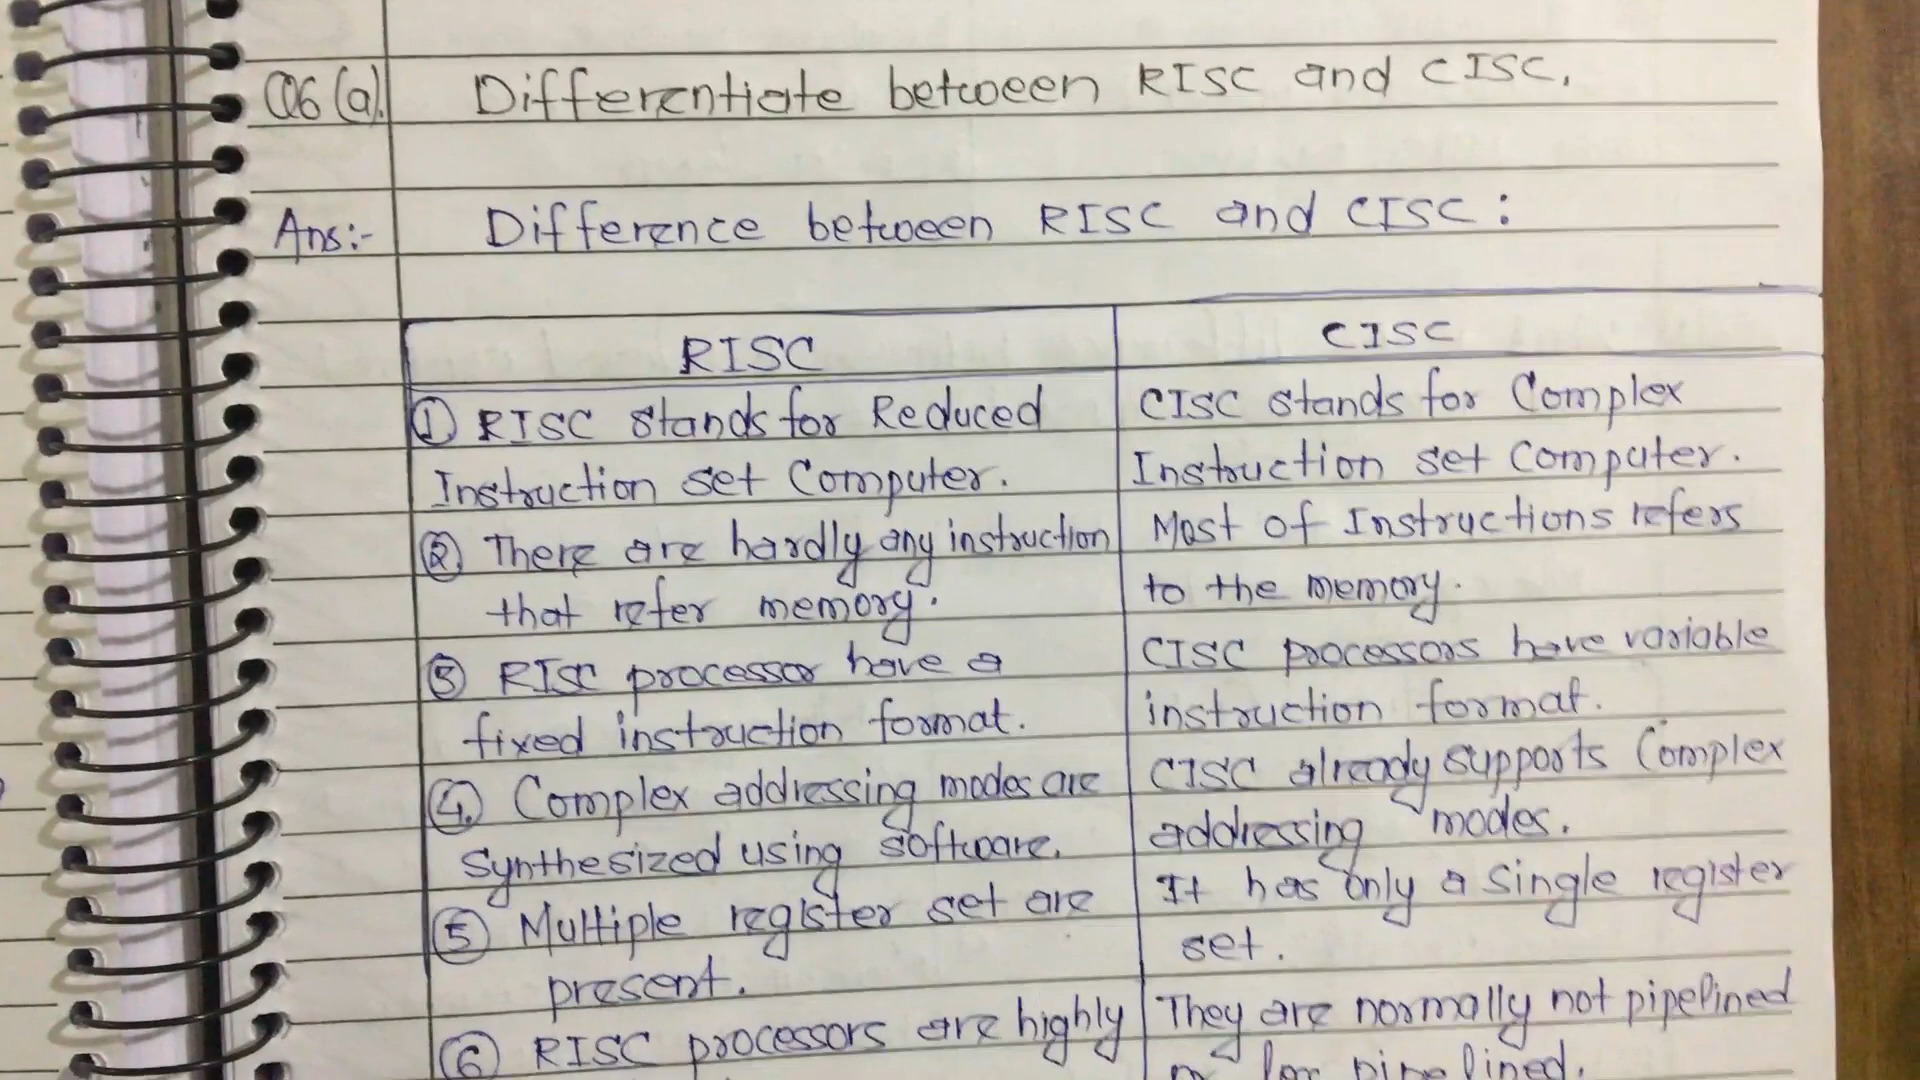 Q6(a). Differentiate between RISC and CISC.
Ans:- Difference between RISC and CISC:
RISC
① RISC stands for Reduced
Instruction set Computer.
② There are hardly any instruction
that refer memory.
③ RISC processor have a
fixed instruction format.
④ Complex addressing modes are
synthesized using software.
⑤ Multiple register set are
present.
⑥ RISC processors are highly
CISC
CISC stands for Complex
Instruction set Computer.
Most of Instructions refers
to the memory.
CISC processors have variable
instruction format.
CISC already supports Complex
addressing modes.
It has only a single register
set.
They are normally not pipelined
pipelined.